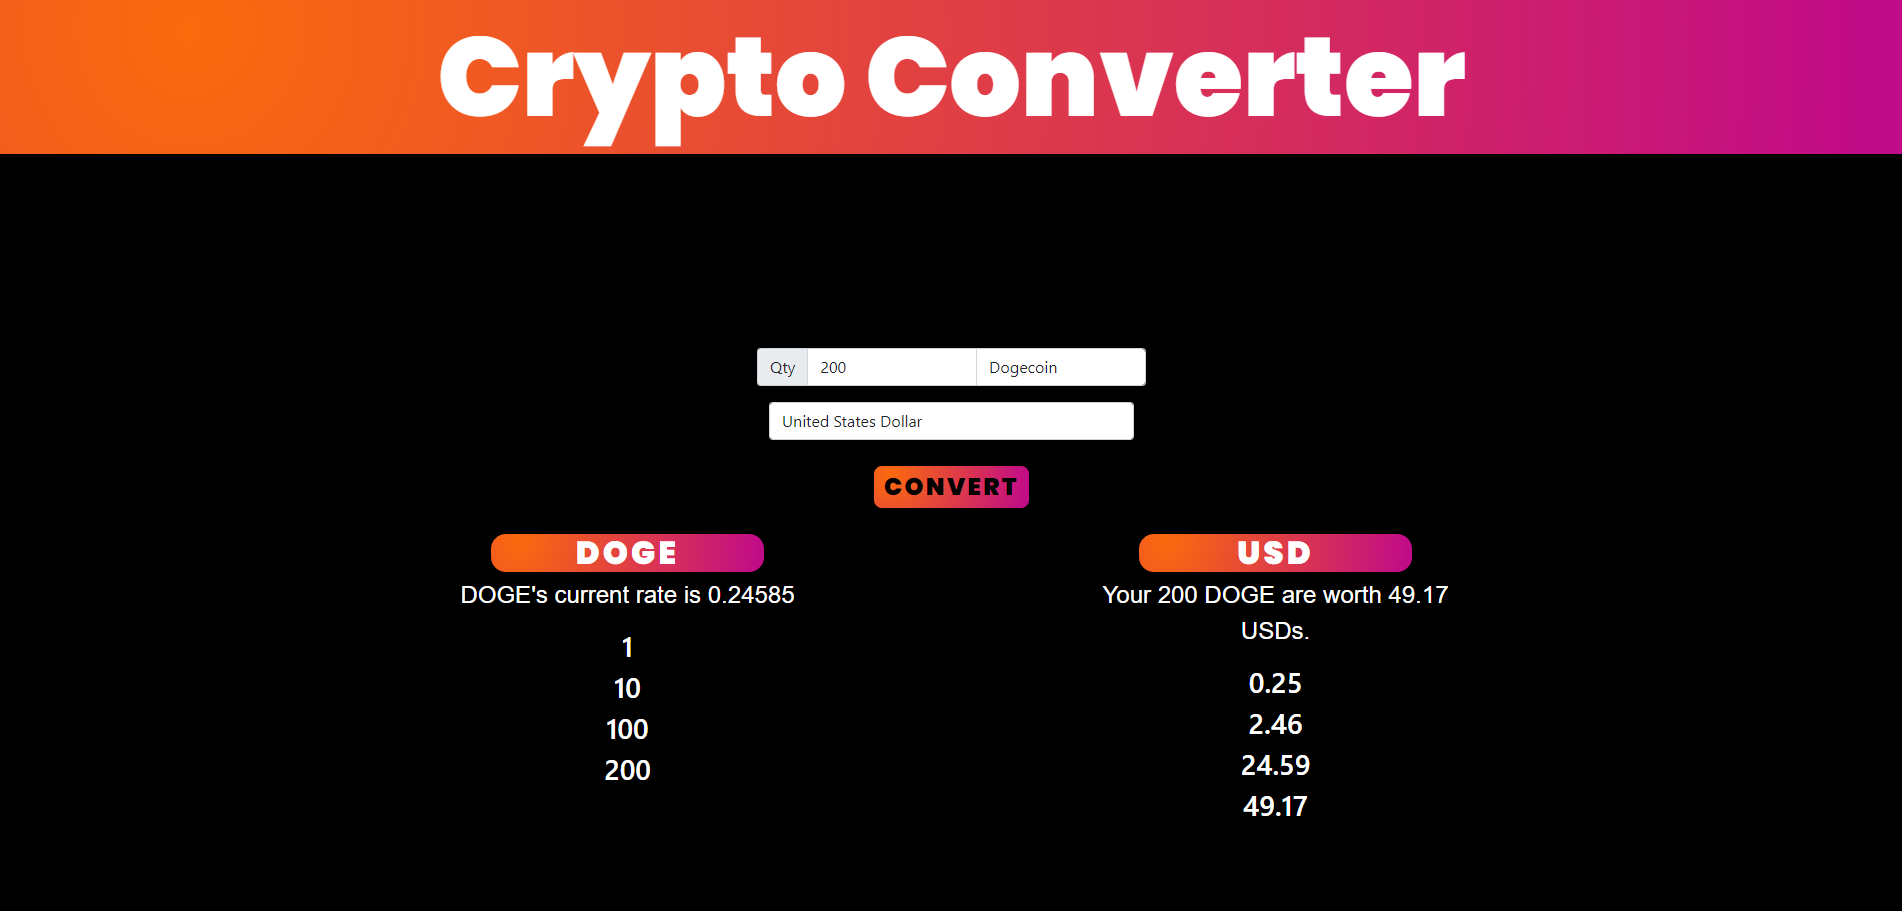 Crypto Converter
Qty 200 Dogecoin
United States Dollar
CONVERT
DOGE
DOGE's current rate is 0.24585
1
10
100
200
USD
Your 200 DOGE are worth 49.17
USDs.
0.25
2.46
24.59
49.17